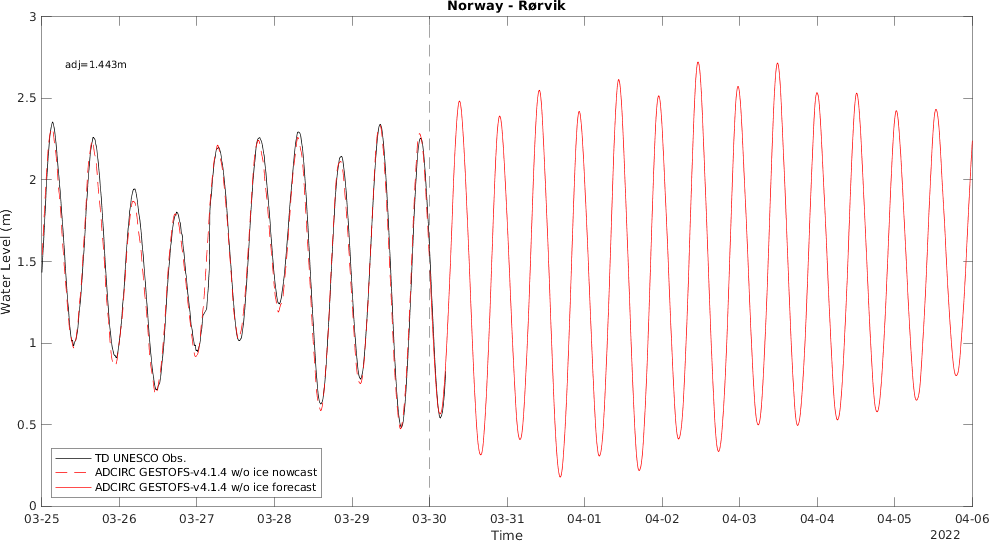 Norway - Rørvik
adj=1.443m
Water Level (m)
3
2.5
2
1.5
1
0.5
0
TD UNESCO Obs.
ADCIRC GESTOFS-v4.1.4 w/o ice nowcast
ADCIRC GESTOFS-v4.1.4 w/o ice forecast
03-25 03-26 03-27 03-28 03-29 03-30 03-31 04-01 04-02 04-03 04-04 04-05 04-06
Time
2022